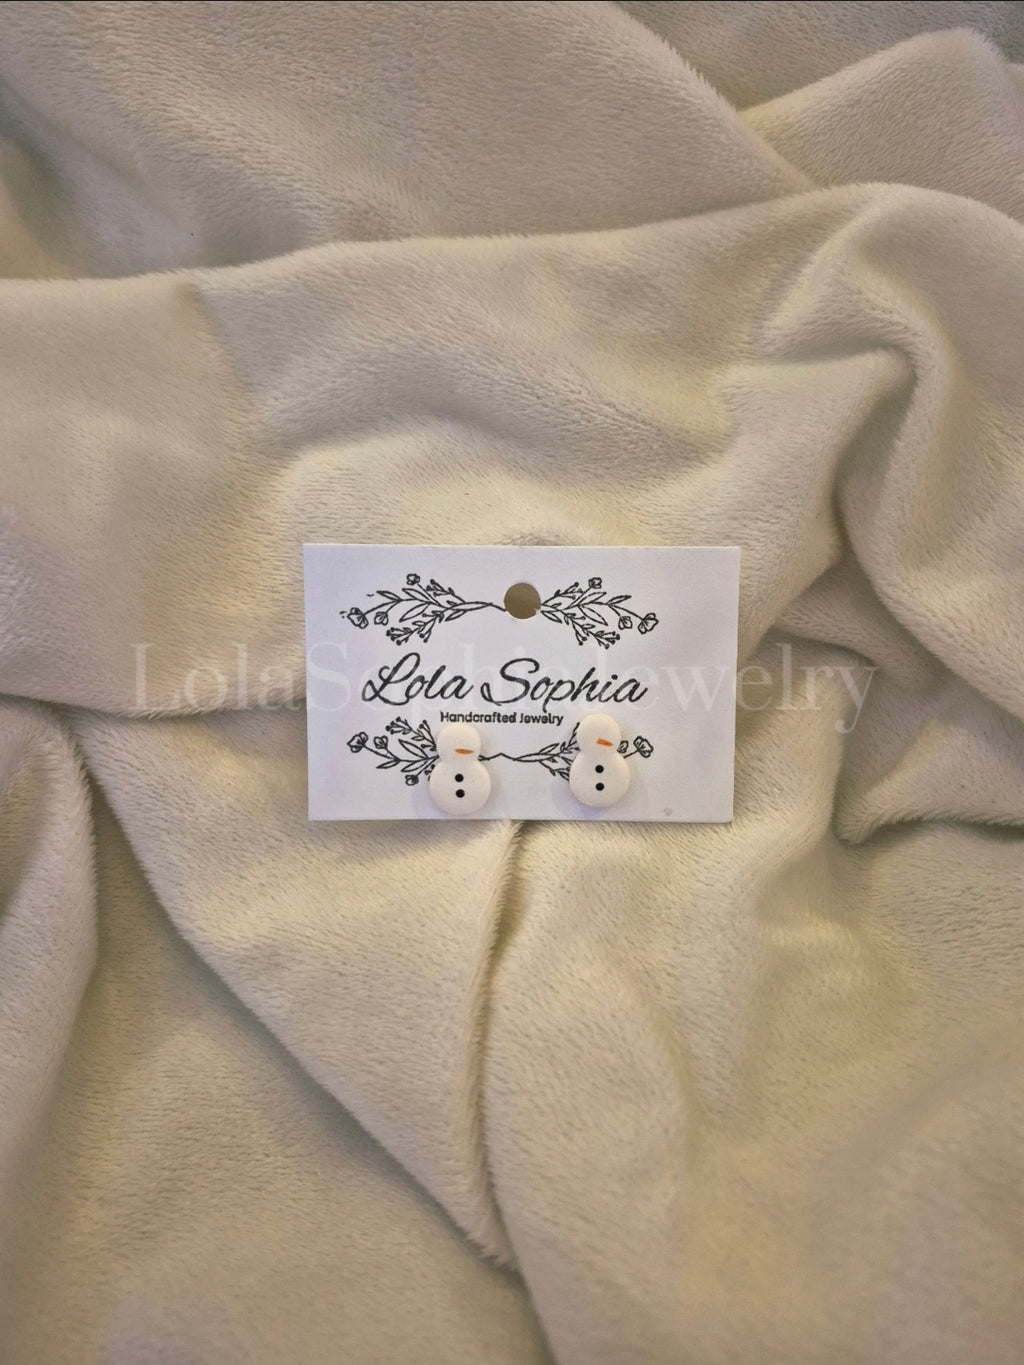 Lola Sophia
Handcrafted Jewelry
LolaSophiaJewelry